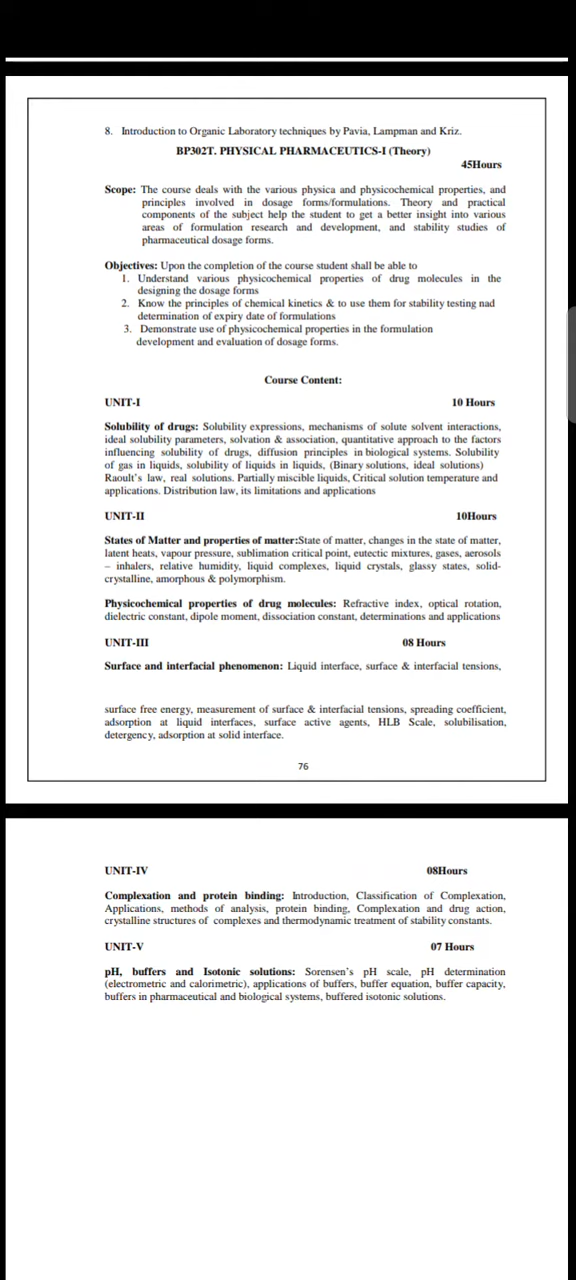 8. Introduction to Organic Laboratory techniques by Pavia, Lampman and Kriz.
BP302T. PHYSICAL PHARMACEUTICS-I (Theory)
45Hours
Scope: The course deals with the various physica and physicochemical properties, and
principles involved in dosage forms/formulations. Theory and practical
components of the subject help the student to get a better insight into various
areas of formulation research and development, and stability studies of
pharmaceutical dosage forms.
Objectives: Upon the completion of the course student shall be able to
1. Understand various physicochemical properties of drug molecules in the
designing the dosage forms
2. Know the principles of chemical kinetics & to use them for stability testing nad
determination of expiry date of formulations
3. Demonstrate use of physicochemical properties in the formulation
development and evaluation of dosage forms.
Course Content:
UNIT-I 10 Hours
Solubility of drugs: Solubility expressions, mechanisms of solute solvent interactions,
ideal solubility parameters, solvation & association, quantitative approach to the factors
influencing solubility of drugs, diffusion principles in biological systems. Solubility
of gas in liquids, solubility of liquids in liquids, (Binary solutions, ideal solutions)
Raoult's law, real solutions. Partially miscible liquids, Critical solution temperature and
applications. Distribution law, its limitations and applications
UNIT-II 10Hours
States of Matter and properties of matter:State of matter, changes in the state of matter,
latent heats, vapour pressure, sublimation critical point, eutectic mixtures, gases, aerosols
– inhalers, relative humidity, liquid complexes, liquid crystals, glassy states, solid-
crystalline, amorphous & polymorphism.
Physicochemical properties of drug molecules: Refractive index, optical rotation,
dielectric constant, dipole moment, dissociation constant, determinations and applications
UNIT-III 08 Hours
Surface and interfacial phenomenon: Liquid interface, surface & interfacial tensions,
surface free energy, measurement of surface & interfacial tensions, spreading coefficient,
adsorption at liquid interfaces, surface active agents, HLB Scale, solubilisation,
detergency, adsorption at solid interface.
76
UNIT-IV 08Hours
Complexation and protein binding: Introduction, Classification of Complexation,
Applications, methods of analysis, protein binding, Complexation and drug action,
crystalline structures of complexes and thermodynamic treatment of stability constants.
UNIT-V 07 Hours
pH, buffers and Isotonic solutions: Sorensen's pH scale, pH determination
(electrometric and calorimetric), applications of buffers, buffer equation, buffer capacity,
buffers in pharmaceutical and biological systems, buffered isotonic solutions.